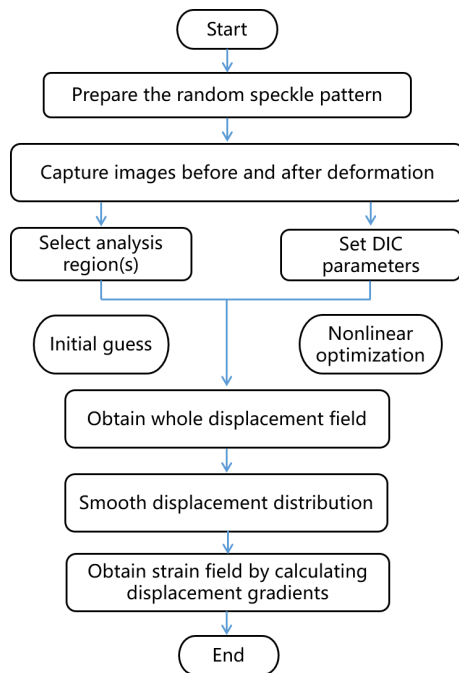 Start
Prepare the random speckle pattern
Capture images before and after deformation
Select analysis
region(s)
Set DIC
parameters
Initial guess
Nonlinear
optimization
Obtain whole displacement field
Smooth displacement distribution
Obtain strain field by calculating
displacement gradients
End